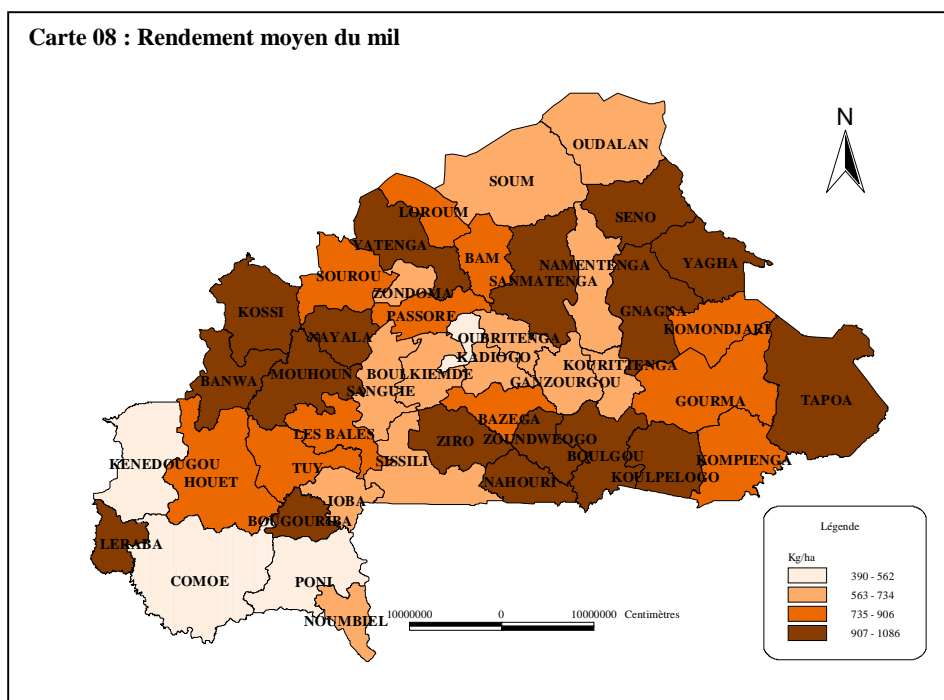 Carte 08 : Rendement moyen du mil
N
OUDALAN
SOUM
SENO
LOROUM
YATENGA
BAM
NAMENTENGA
YAGHA
SOUROU
SANMATENGA
ZONDOMA
GNAGNA
KOSSI
PASSORE
KOMONDJARI
NAYALA
OUBRITENGA
KADIOGO
KOURITTENGA
BANWA
MOUHOUN
BOULKIEMDE
GANZOURGOU
SANGUIE
GOURMA
TAPOA
BAZEGA
LES BALES
ZIRO
ZOUNDWEOGO
BOULGOU
KENEDOUGOU
TUY
SISSILI
KOMPIENGA
HOUET
NAHOURI
KOULPELOGO
IOBA
BOUGOURIBA
LERABA
COMOE
PONI
NOUMBIEL
10000000 0 10000000 Centimètres
Légende
Kg/ha
390 - 562
563 - 734
735 - 906
907 - 1086